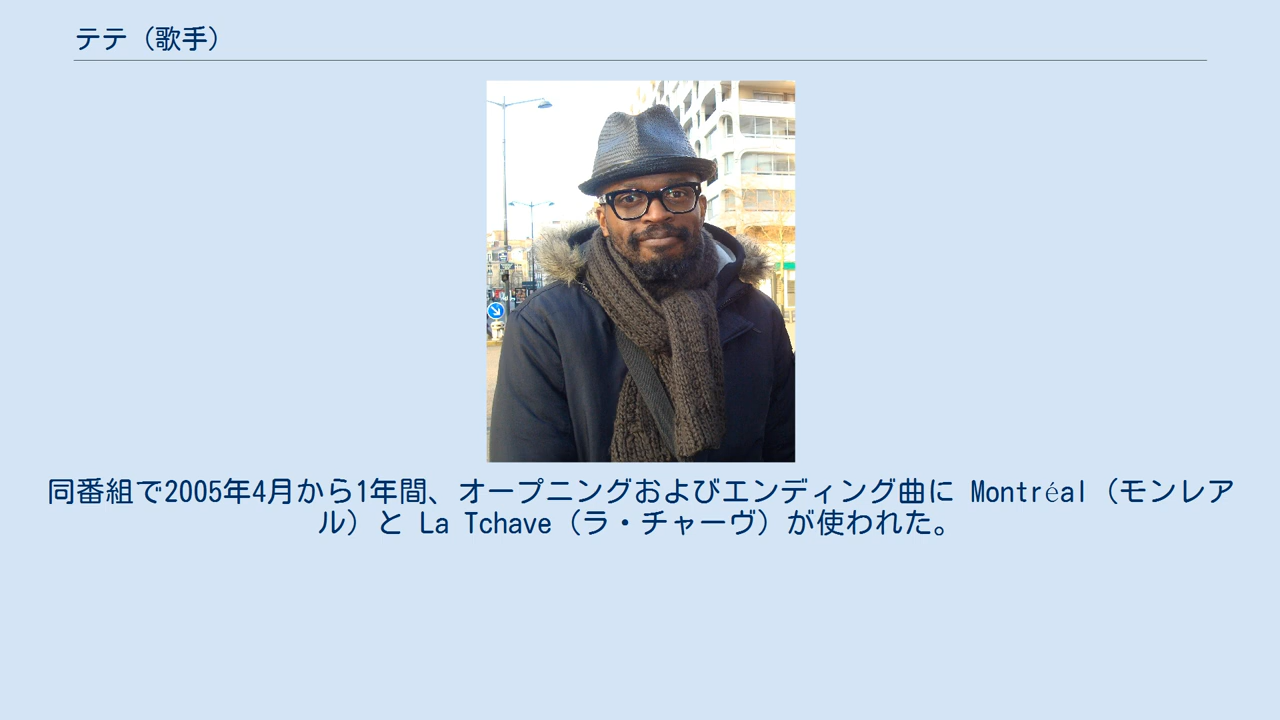 テテ（歌手）
同番組で2005年4月から1年間、オープニングおよびエンディング曲に Montréal（モンレア
ル）と La Tchave（ラ・チャーヴ）が使われた。